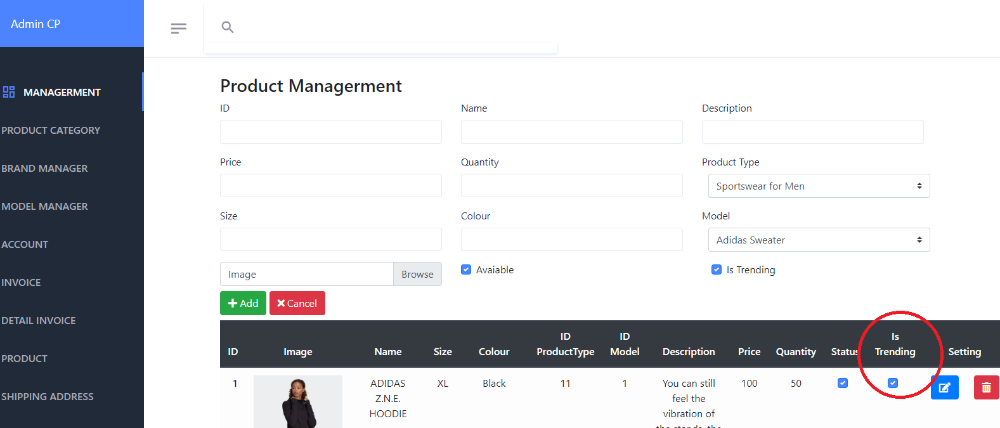 Admin CP
MANAGERMENT
PRODUCT CATEGORY
BRAND MANAGER
MODEL MANAGER
ACCOUNT
INVOICE
DETAIL INVOICE
PRODUCT
SHIPPING ADDRESS
Product Managerment
ID Name Description
Price Quantity Product Type
Sportswear for Men
Size Colour Model
Adidas Sweater
Image Browse Avaiable Is Trending
Add Cancel
ID Image Name Size Colour ID ProductType ID Model Description Price Quantity Status Is Trending Setting
1 ADIDAS XL Black 11 1 You can still 100 50
Z.N.E. feel the
HOODIE vibration of
the stands, the